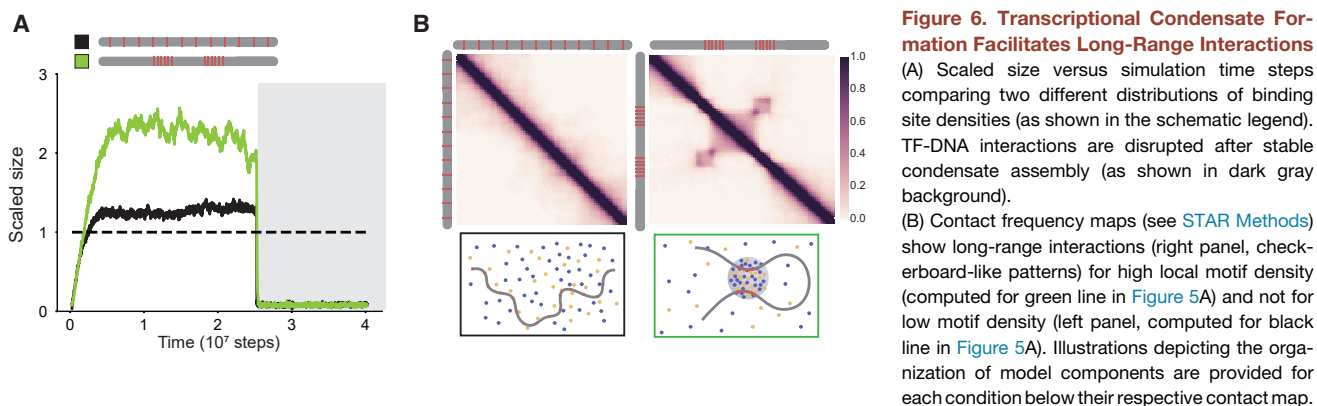 A
3
2
1
0
Scaled size
0
1
2
3
4
Time (10⁷ steps)
B
1.0
0.8
0.6
0.4
0.2
0.0
Figure 6. Transcriptional Condensate For-
mation Facilitates Long-Range Interactions
(A) Scaled size versus simulation time steps
comparing two different distributions of binding
site densities (as shown in the schematic legend).
TF-DNA interactions are disrupted after stable
condensate assembly (as shown in dark gray
background).
(B) Contact frequency maps (see STAR Methods)
show long-range interactions (right panel, check-
erboard-like patterns) for high local motif density
(computed for green line in Figure 5A) and not for
low motif density (left panel, computed for black
line in Figure 5A). Illustrations depicting the orga-
nization of model components are provided for
each condition below their respective contact map.